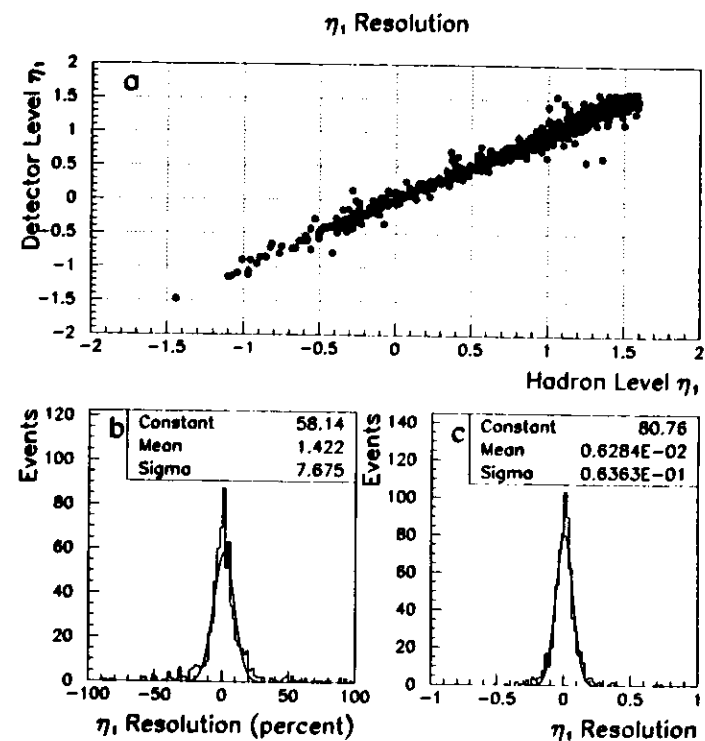 η₁ Resolution
Detector Level η₁
a
2
1.5
1
0.5
0
−0.5
−1
−1.5
−2
−2 −1.5 −1 −0.5 0 0.5 1 1.5 2
Hadron Level η₁
Events
120
100
80
60
40
20
0
b
Constant 58.14
Mean 1.422
Sigma 7.675
−100 −50 0 50 100
η₁ Resolution (percent)
Events
140
120
100
80
60
40
20
0
c
Constant 80.76
Mean 0.6284E−02
Sigma 0.6363E−01
−1 −0.5 0 0.5 1
η₁ Resolution